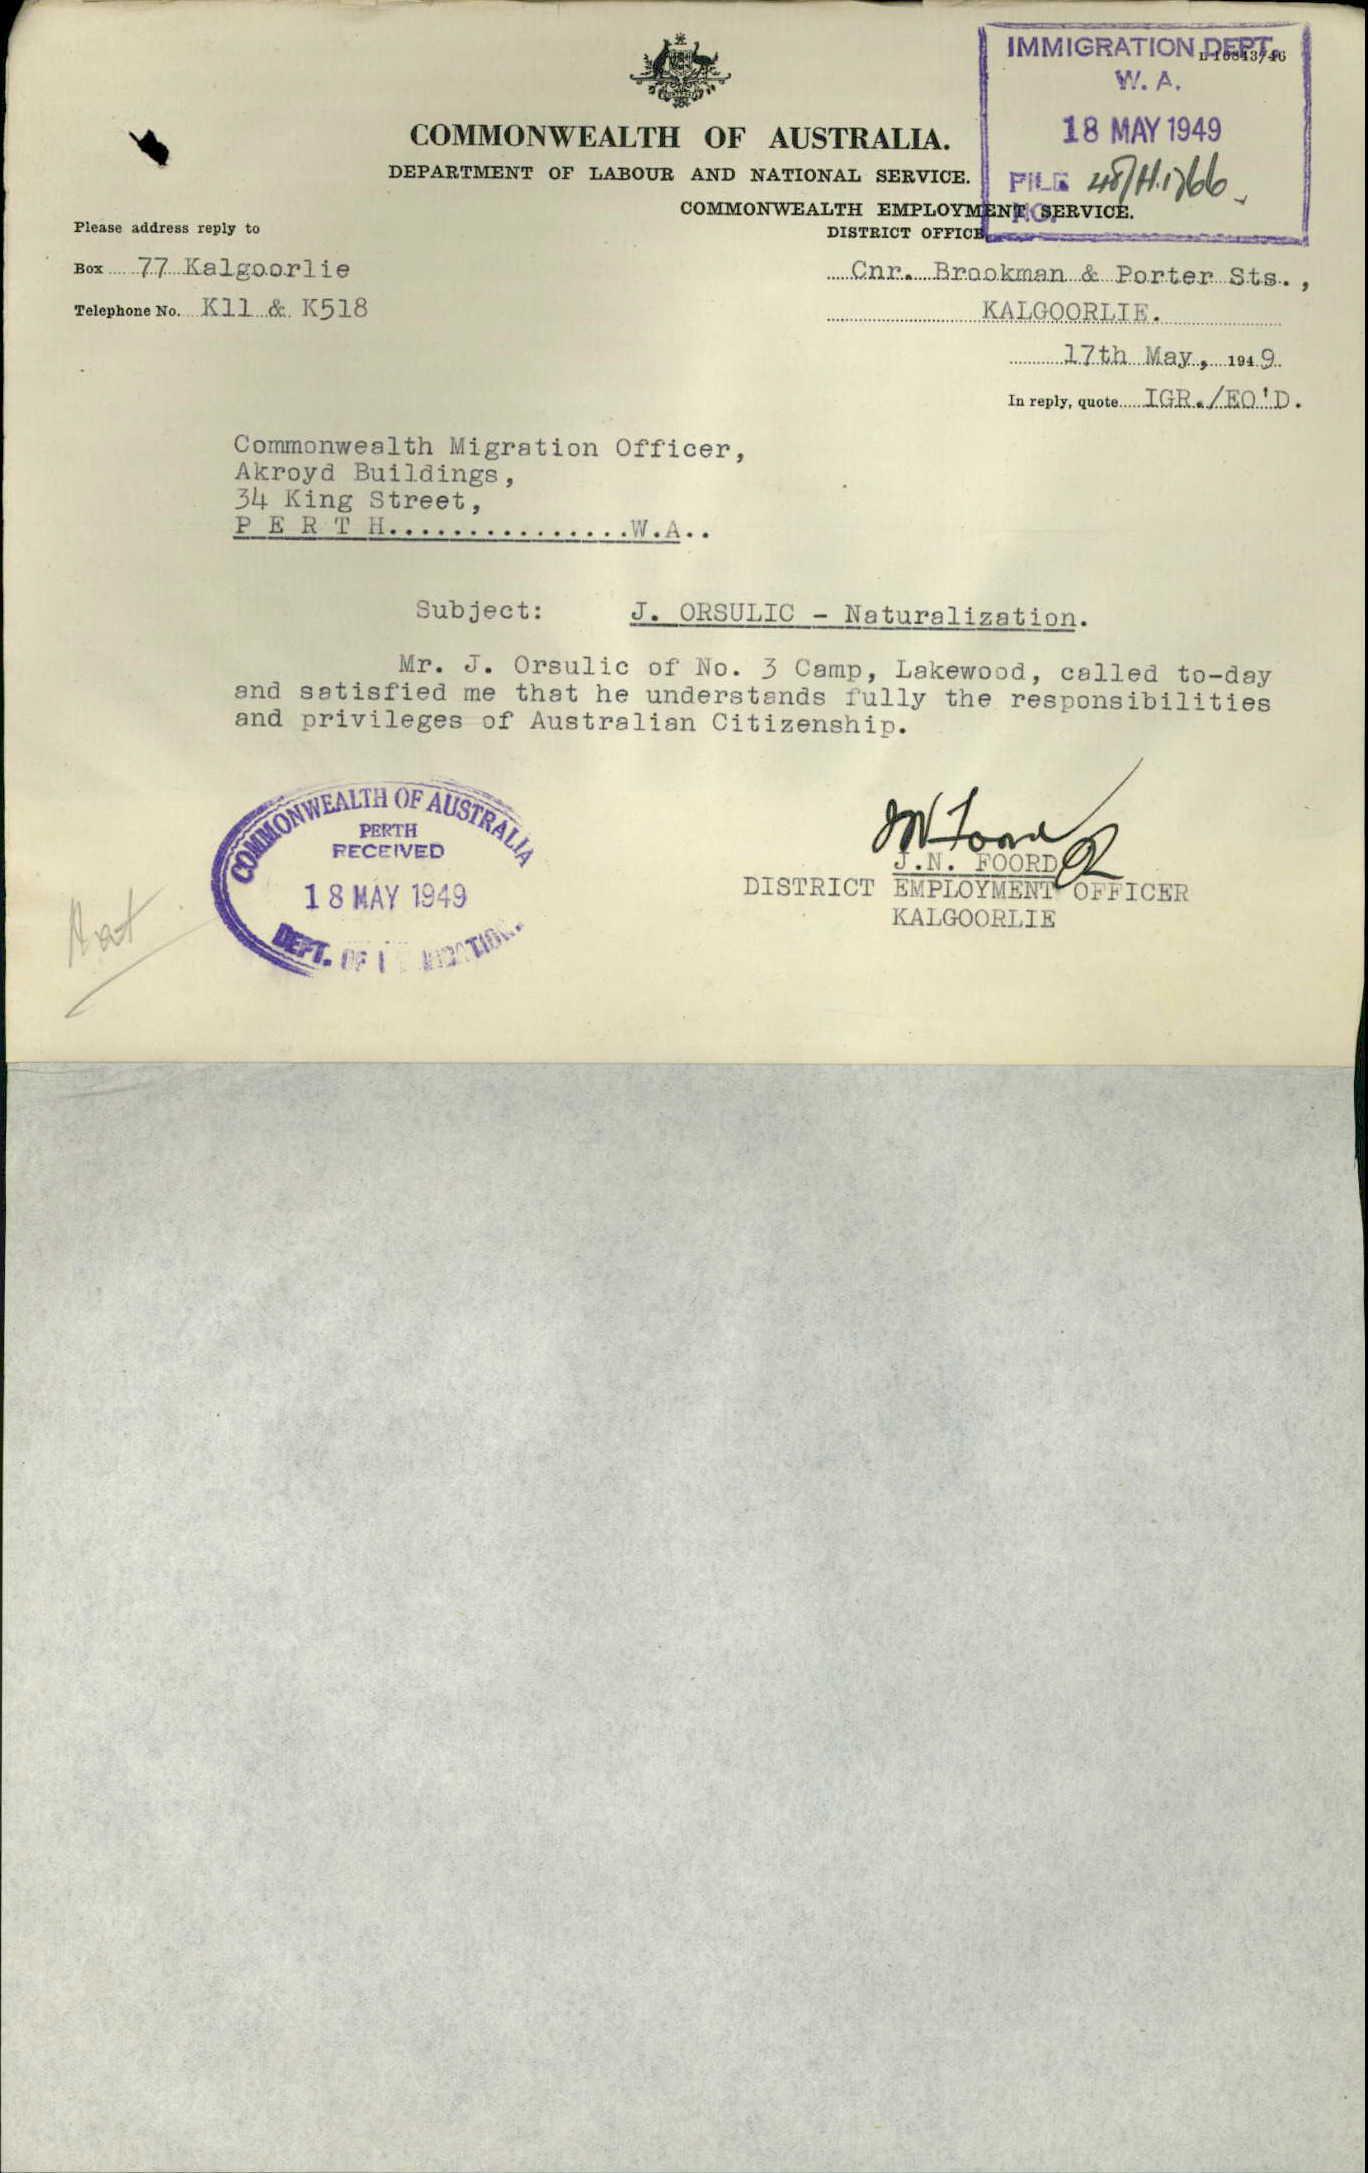 IMMIGRATION DEPT.
W. A.
18 MAY 1949
FILE 48/H.1766
NO.
COMMONWEALTH OF AUSTRALIA.
DEPARTMENT OF LABOUR AND NATIONAL SERVICE.
COMMONWEALTH EMPLOYMENT SERVICE.
DISTRICT OFFICE
Please address reply to
Box 77 Kalgoorlie
Telephone No. K11 & K518
Cnr. Brookman & Porter Sts.,
KALGOORLIE.
17th May, 1949.
In reply, quote IGR./EO'D.
Commonwealth Migration Officer,
Akroyd Buildings,
34 King Street,
P E R T H...............W.A..
Subject: J. ORSULIC - Naturalization.
Mr. J. Orsulic of No. 3 Camp, Lakewood, called to-day
and satisfied me that he understands fully the responsibilities
and privileges of Australian Citizenship.
COMMONWEALTH OF AUSTRALIA
PERTH
RECEIVED
18 MAY 1949
DEPT. OF
J.N. FOORD
DISTRICT EMPLOYMENT OFFICER
KALGOORLIE